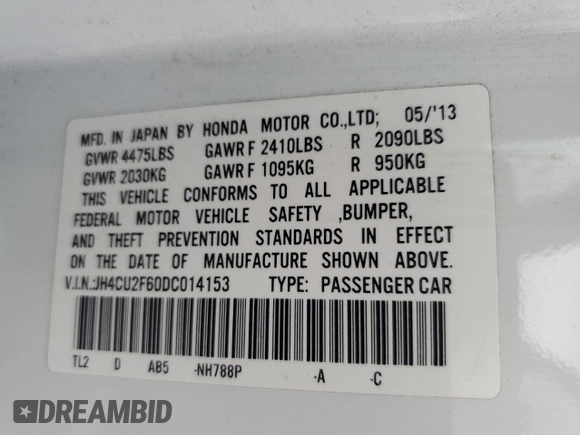 MFD. IN JAPAN BY HONDA MOTOR CO.,LTD; 05/'13
GVWR 4475LBS GAWR F 2410LBS R 2090LBS
GVWR 2030KG GAWR F 1095KG R 950KG
THIS VEHICLE CONFORMS TO ALL APPLICABLE
FEDERAL MOTOR VEHICLE SAFETY ,BUMPER,
AND THEFT PREVENTION STANDARDS IN EFFECT
ON THE DATE OF MANUFACTURE SHOWN ABOVE.
V.I.N.:JH4CU2F60DC014153 TYPE: PASSENGER CAR
TL2 D AB5 -NH788P -A -C
DREAMBID